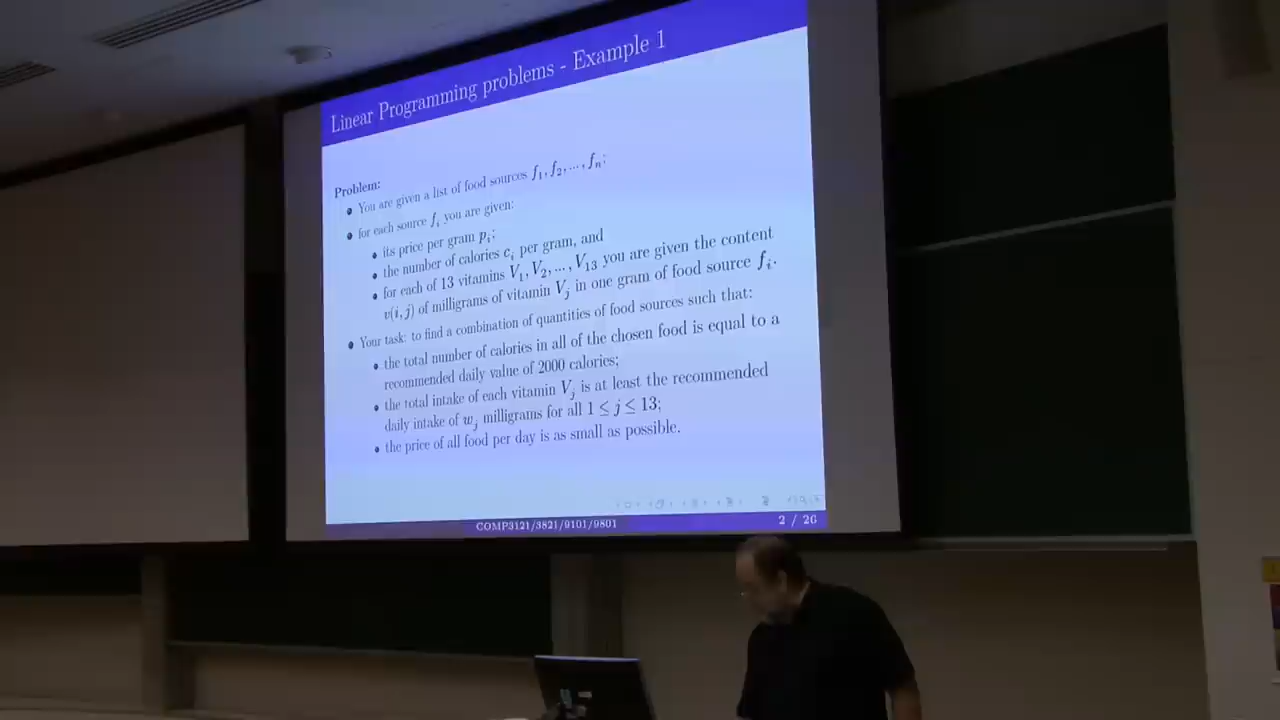 Linear Programming problems - Example 1
Problem:
• You are given a list of food sources f₁, f₂, ..., fₙ;
• for each source fᵢ you are given:
• its price per gram pᵢ;
• the number of calories cᵢ per gram, and
• for each of 13 vitamins V₁, V₂, ..., V₁₃ you are given the content
v(i, j) of milligrams of vitamin Vⱼ in one gram of food source fᵢ.
• Your task: to find a combination of quantities of food sources such that:
• the total number of calories in all of the chosen food is equal to a
recommended daily value of 2000 calories;
• the total intake of each vitamin Vⱼ is at least the recommended
daily intake of wⱼ milligrams for all 1 ≤ j ≤ 13;
• the price of all food per day is as small as possible.
COMP3121/3821/9101/9801
2 / 26